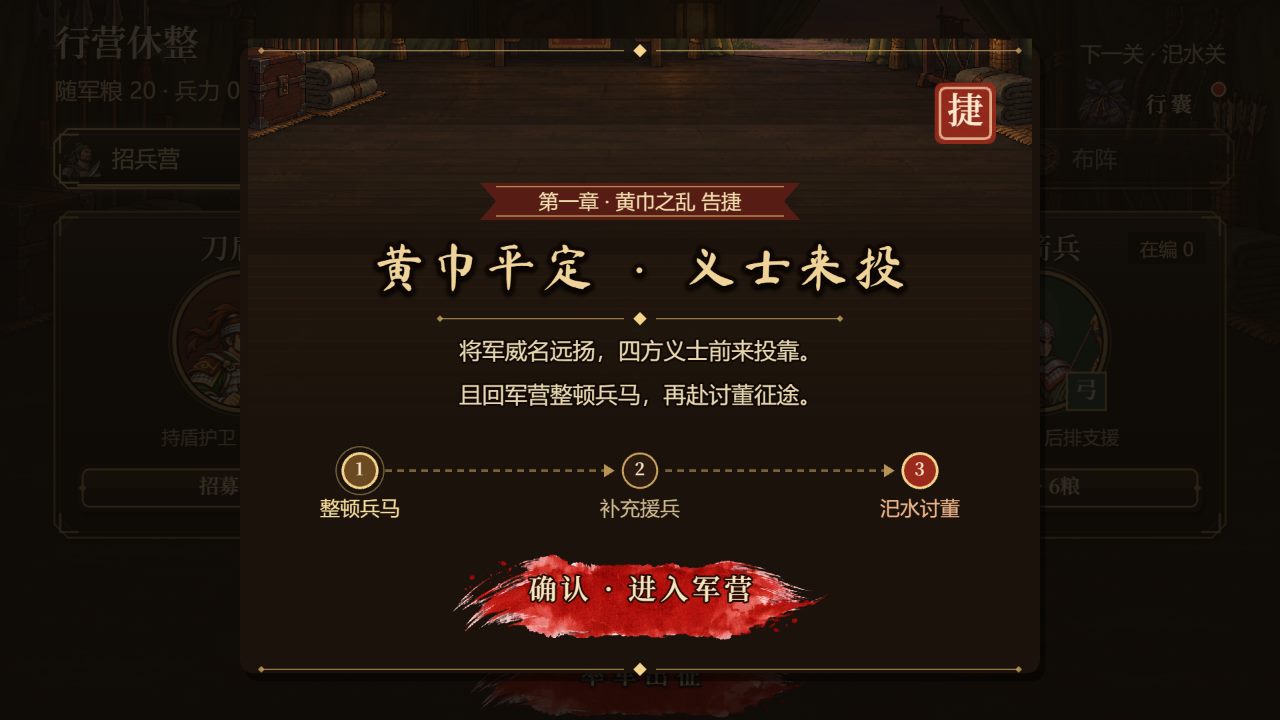 行营休整
下一关 · 汜水关
随军粮 20 · 兵力 0
行囊
捷
招兵营
布阵
第一章 · 黄巾之乱 告捷
在编 0
黄巾平定 · 义士来投
将军威名远扬，四方义士前来投靠。
且回军营整顿兵马，再赴讨董征途。
弓
持盾护卫
后排支援
1
2
3
招募
6粮
整顿兵马
补充援兵
汜水讨董
确认 · 进入军营